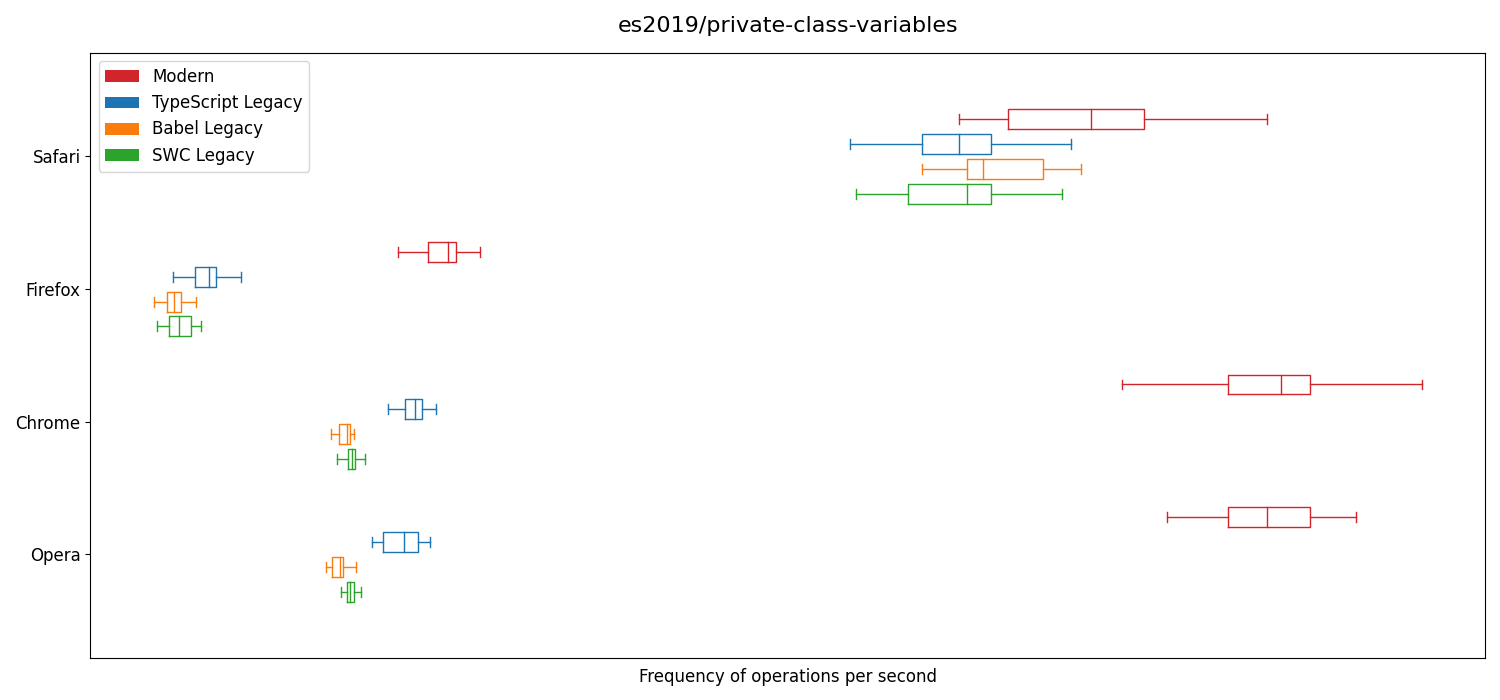 es2019/private-class-variables
Modern
TypeScript Legacy
Babel Legacy
SWC Legacy
Safari
Firefox
Chrome
Opera
Frequency of operations per second